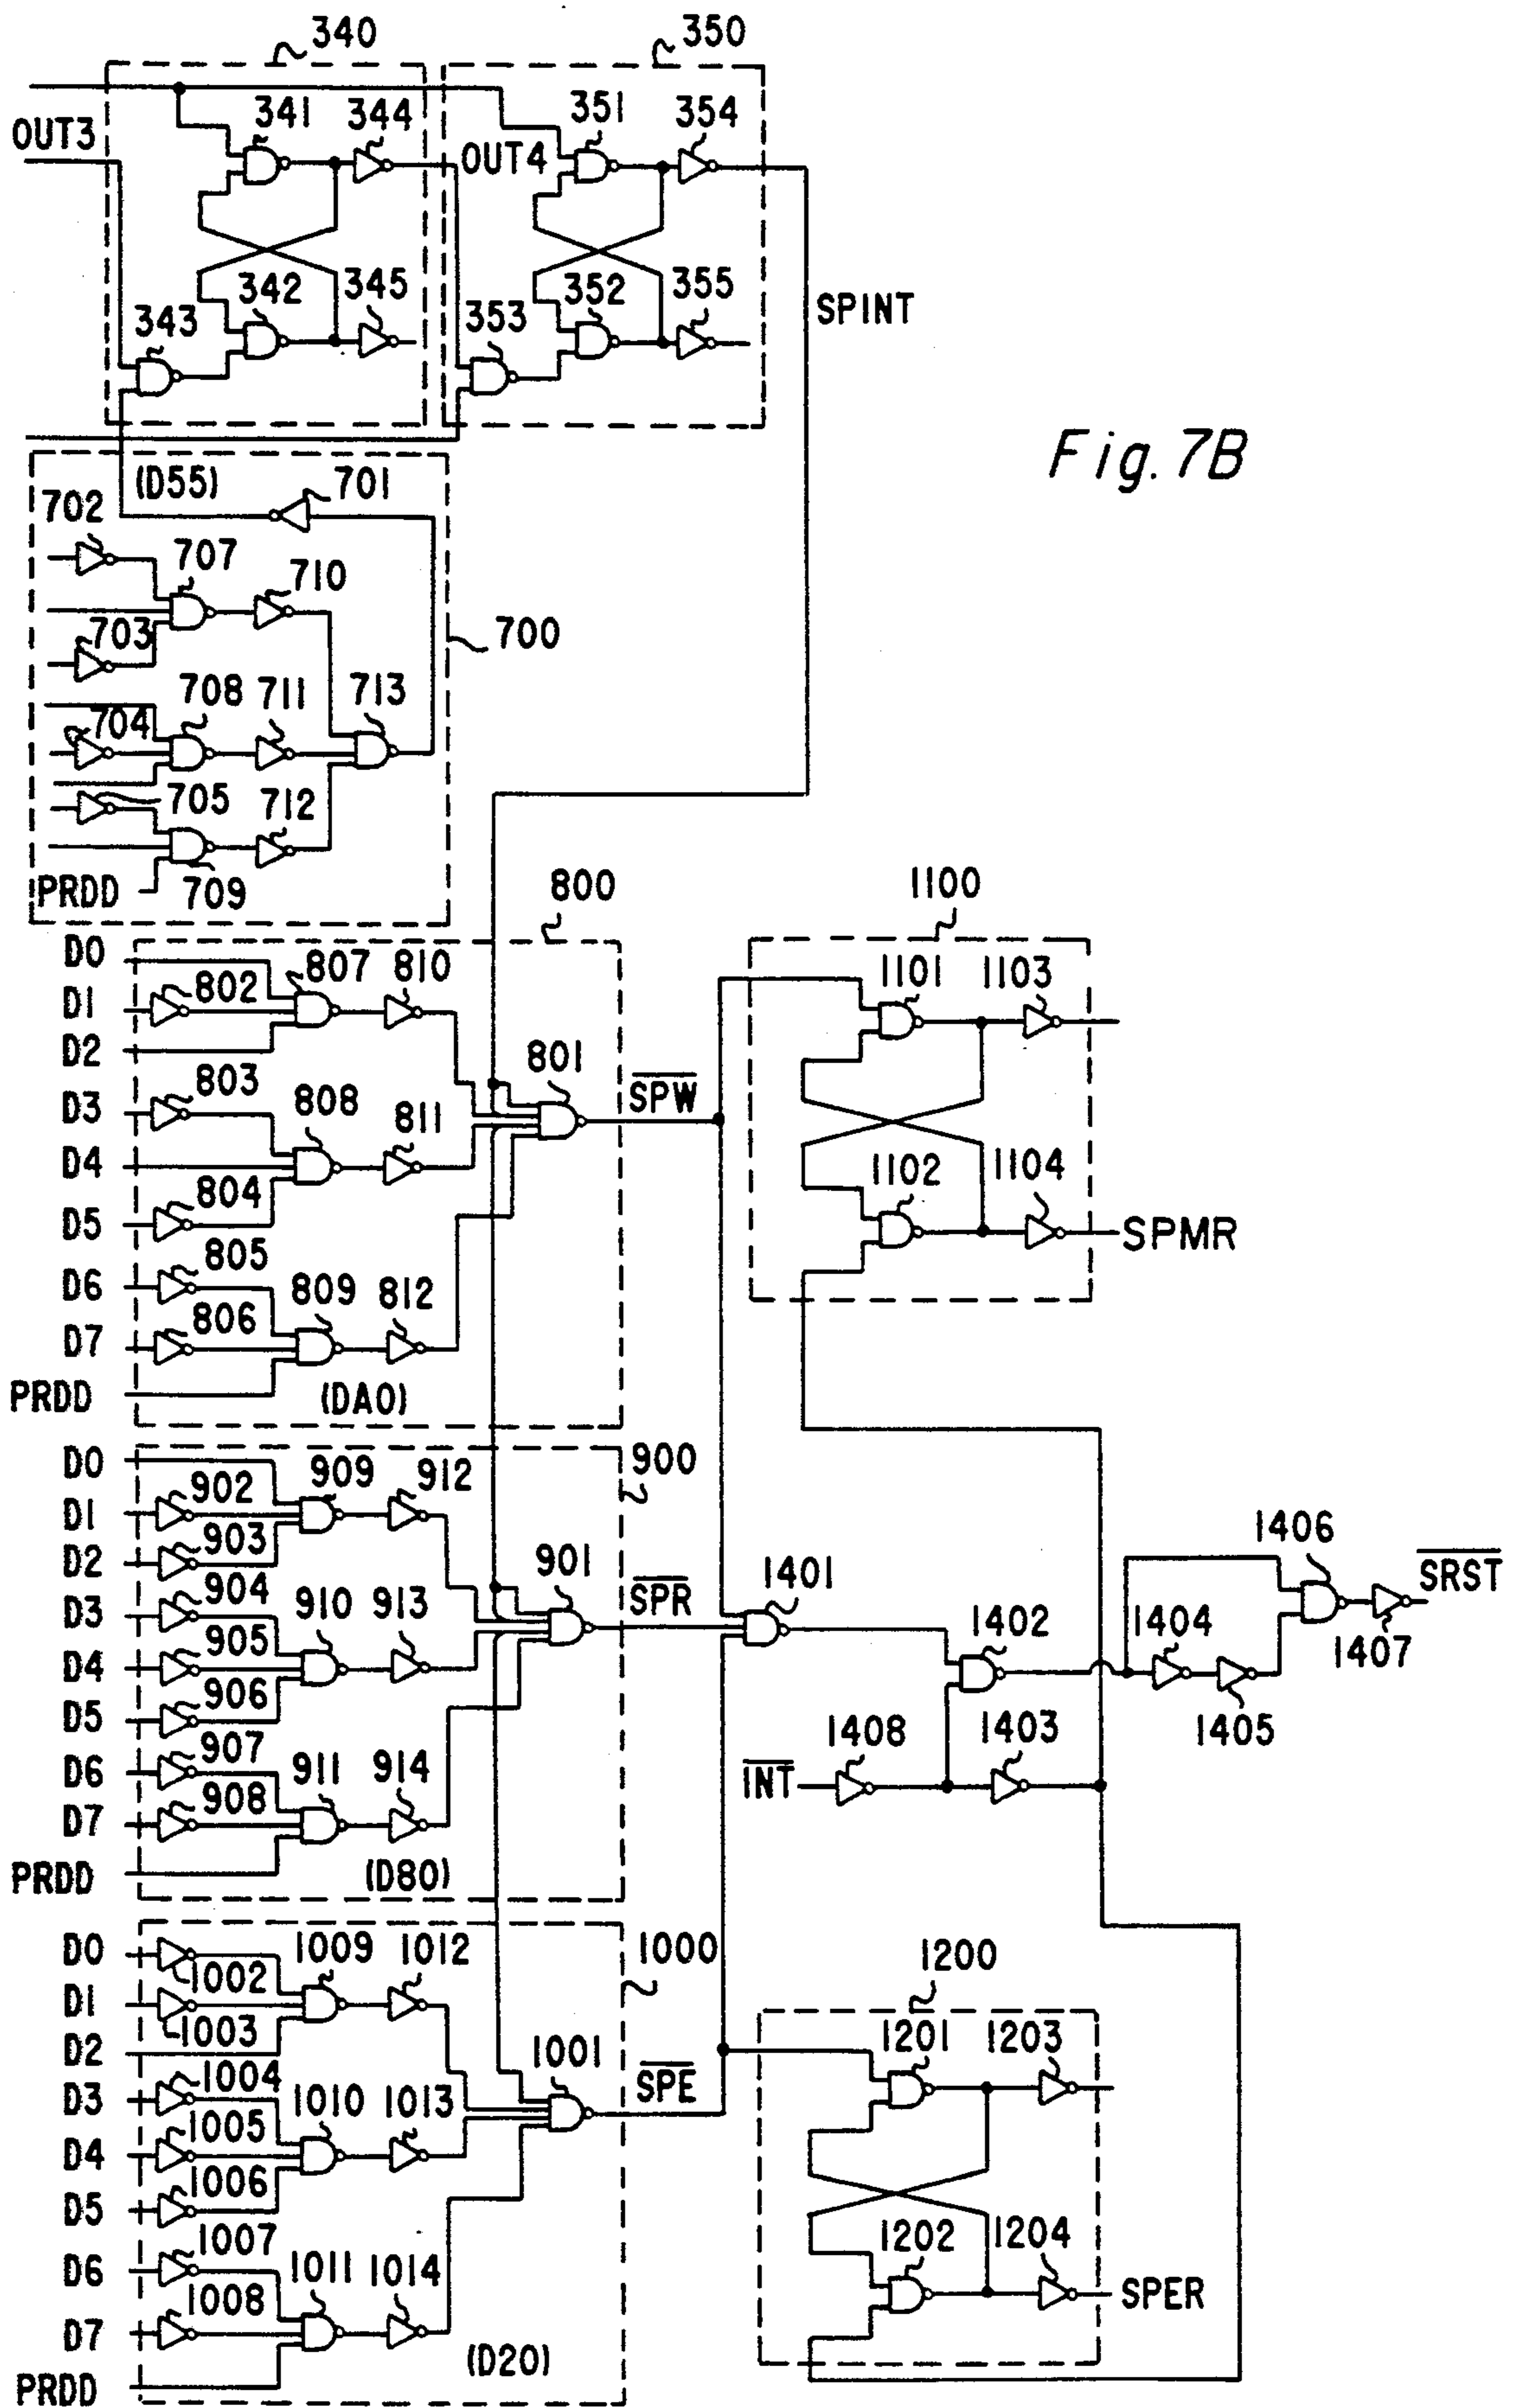 340
350
341
344
351
354
OUT3
OUT4
342
345
352
355
343
353
SPINT
Fig. 7B
(D55)
701
702
707
710
703
700
708
711
713
704
705
712
PRDD
709
800
1100
D0
807
810
1101
1103
D1
802
D2
801
S̅P̅W̅
D3
803
808
811
D4
1102
1104
D5
804
SPMR
D6
805
809
812
D7
806
PRDD
(DA0)
900
D0
909
912
D1
902
1406
D2
903
901
S̅P̅R̅
1401
S̅R̅S̅T̅
D3
904
910
913
1402
1404
1407
D4
905
D5
906
1408
1403
1405
D6
907
911
914
I̅N̅T̅
D7
908
PRDD
(D80)
1000
D0
1009
1012
1200
1002
D1
1003
1201
1203
D2
1001
S̅P̅E̅
D3
1004
1010
1013
D4
1005
D5
1006
1202
1204
D6
1007
1011
1014
SPER
D7
1008
(D20)
PRDD